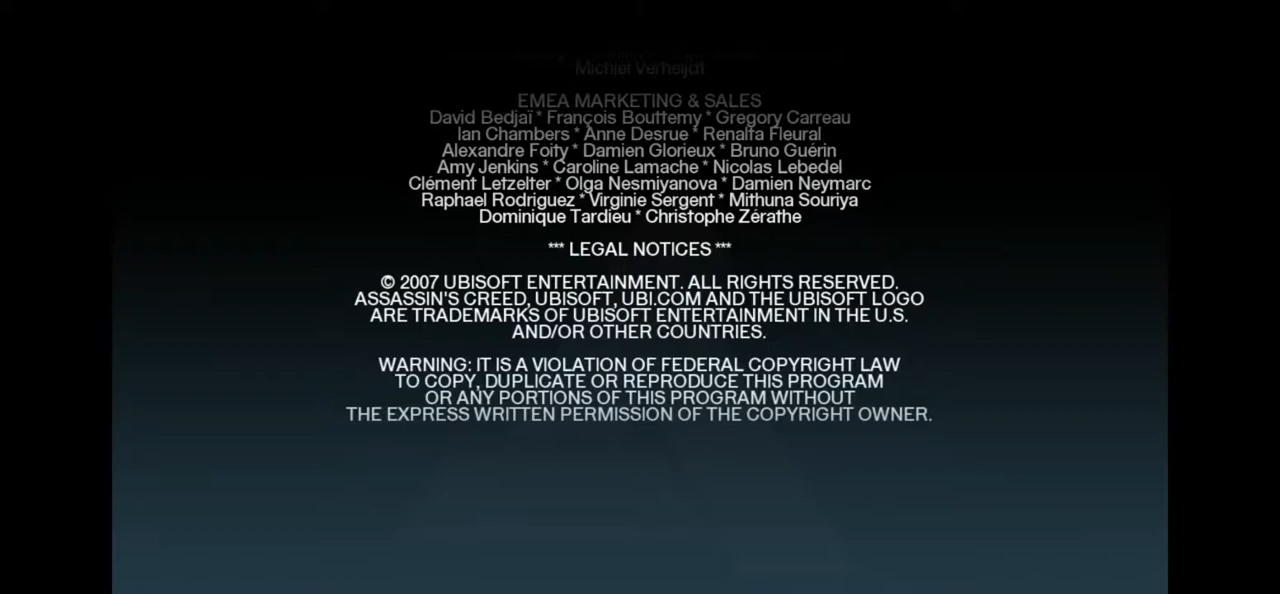 Michiel Verheijdt
EMEA MARKETING & SALES
David Bedjaï * François Bouttemy * Gregory Carreau
Ian Chambers * Anne Desrue * Renalta Fleural
Alexandre Foity * Damien Glorieux * Bruno Guérin
Amy Jenkins * Caroline Lamache * Nicolas Lebedel
Clément Letzelter * Olga Nesmiyanova * Damien Neymarc
Raphael Rodriguez * Virginie Sergent * Mithuna Souriya
Dominique Tardieu * Christophe Zérathe
*** LEGAL NOTICES ***
© 2007 UBISOFT ENTERTAINMENT. ALL RIGHTS RESERVED.
ASSASSIN'S CREED, UBISOFT, UBI.COM AND THE UBISOFT LOGO
ARE TRADEMARKS OF UBISOFT ENTERTAINMENT IN THE U.S.
AND/OR OTHER COUNTRIES.
WARNING: IT IS A VIOLATION OF FEDERAL COPYRIGHT LAW
TO COPY, DUPLICATE OR REPRODUCE THIS PROGRAM
OR ANY PORTIONS OF THIS PROGRAM WITHOUT
THE EXPRESS WRITTEN PERMISSION OF THE COPYRIGHT OWNER.